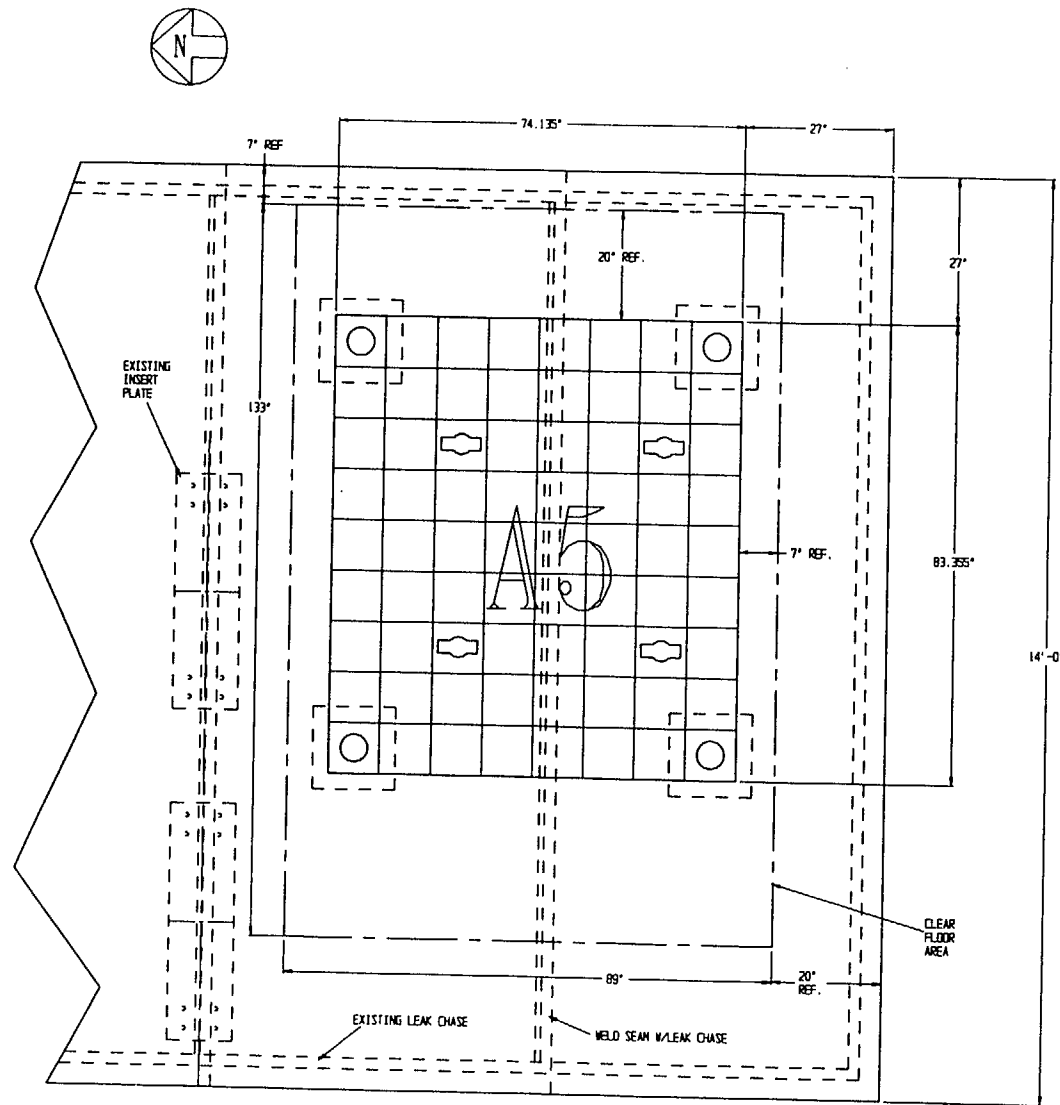 N
74.135"
27"
7" REF
20" REF.
27"
EXISTING
INSERT
PLATE
133"
A5
7" REF.
83.355"
14'-0
CLEAR
FLOOR
AREA
89"
20"
REF.
EXISTING LEAK CHASE
WELD SEAM W/LEAK CHASE